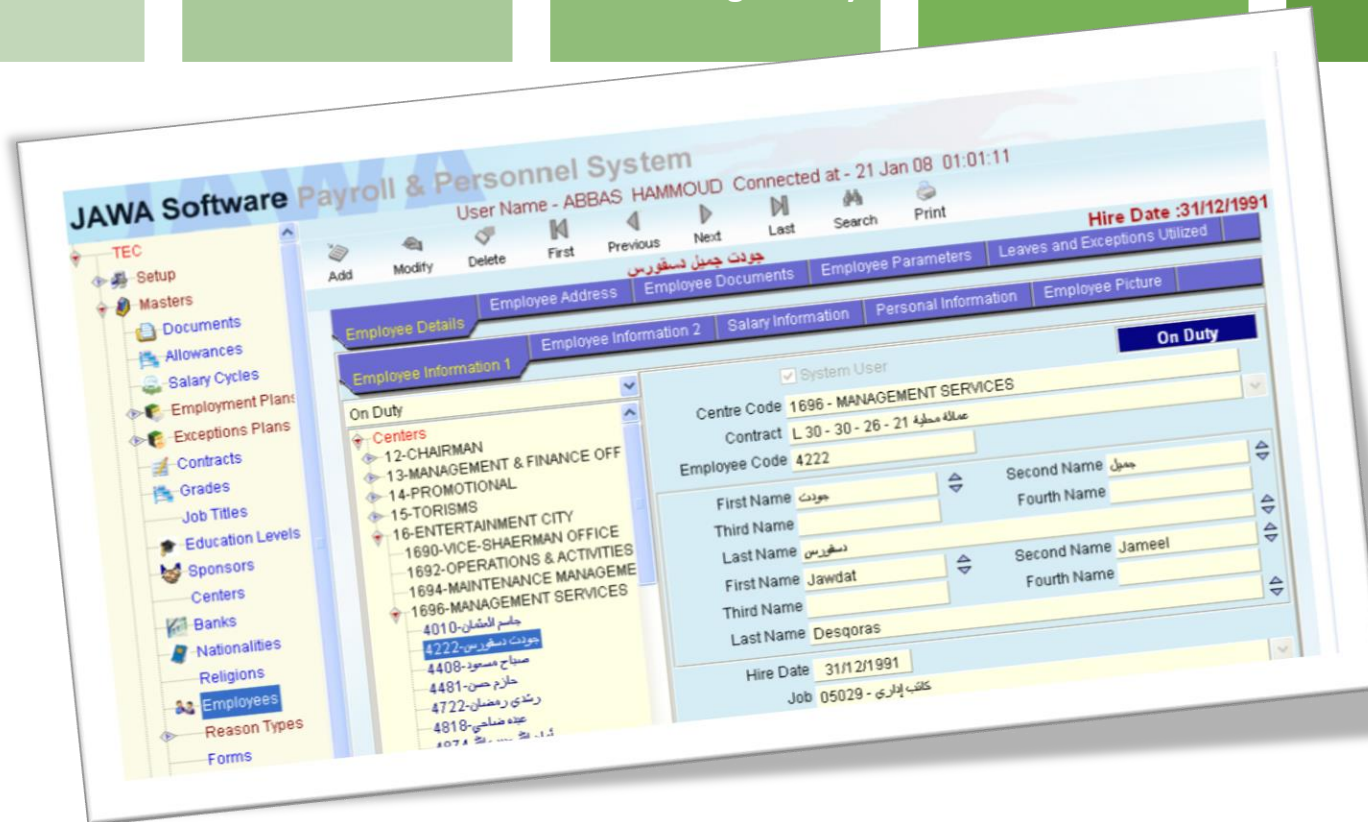 JAWA Software Payroll & Personnel System
User Name - ABBAS HAMMOUD Connected at - 21 Jan 08 01:01:11
Add Modify Delete First Previous Next Last Search Print
جودت جميل دسقورس
Hire Date :31/12/1991
Employee Details Employee Address Employee Documents Employee Parameters Leaves and Exceptions Utilized
Employee Information 1 Employee Information 2 Salary Information Personal Information Employee Picture
TEC
Setup
Masters
Documents
Allowances
Salary Cycles
Employment Plans
Exceptions Plans
Contracts
Grades
Job Titles
Education Levels
Sponsors
Centers
Banks
Nationalities
Religions
Employees
Reason Types
Forms
On Duty
Centers
12-CHAIRMAN
13-MANAGEMENT & FINANCE OFF
14-PROMOTIONAL
15-TORISMS
16-ENTERTAINMENT CITY
1690-VICE-SHAERMAN OFFICE
1692-OPERATIONS & ACTIVITIES
1694-MAINTENANCE MANAGEME
1696-MANAGEMENT SERVICES
جاسم العثمان-4010
جودت دسقورس-4222
صباح مسعود-4408
حازم حسن-4481
رشدي رمضان-4722
عبده ضاحي-4818
On Duty
System User
Centre Code 1696 - MANAGEMENT SERVICES
Contract L 30 - 30 - 26 - 21 عمالة محلية
Employee Code 4222
First Name جودت Second Name جميل
Third Name Fourth Name
Last Name دسقورس
First Name Jawdat Second Name Jameel
Third Name Fourth Name
Last Name Desqoras
Hire Date 31/12/1991
Job 05029 - كاتب إداري